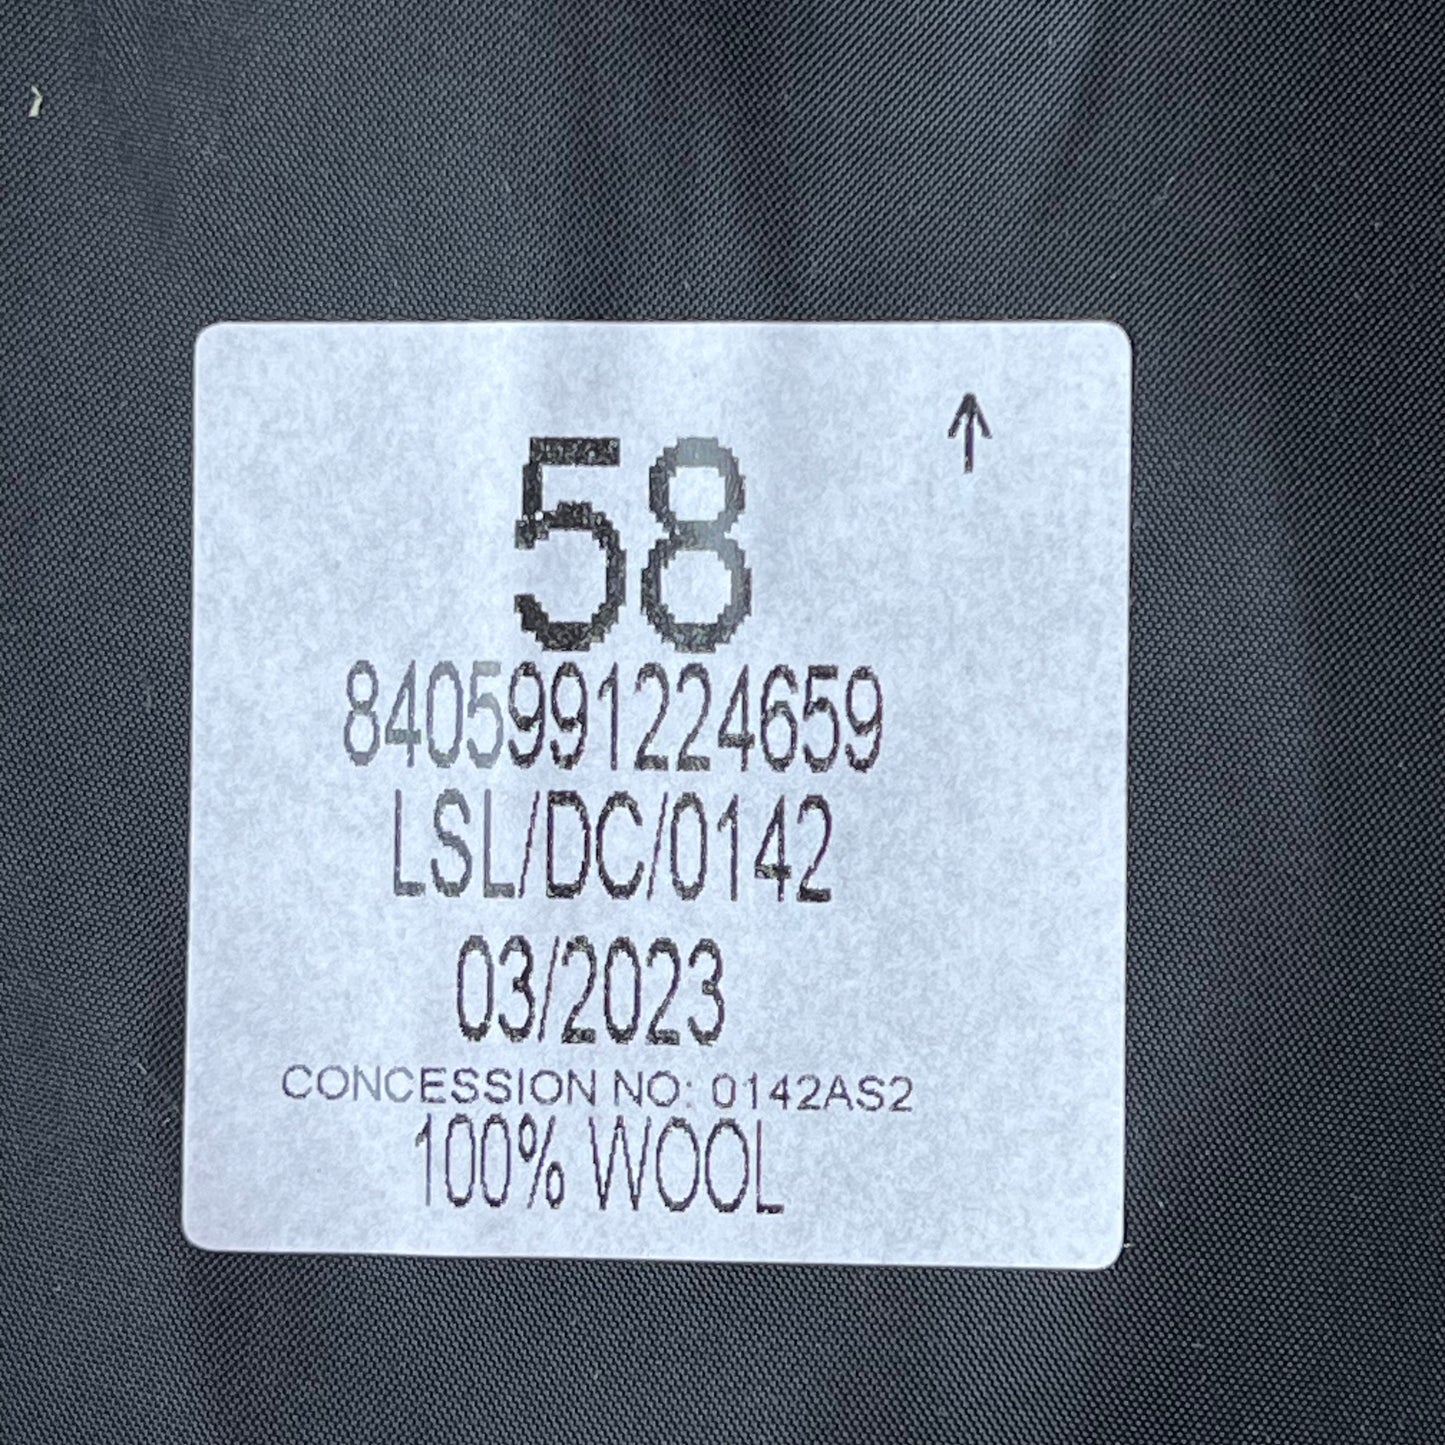 58
8405991224659
LSL/DC/0142
03/2023
CONCESSION NO: 0142AS2
100% WOOL